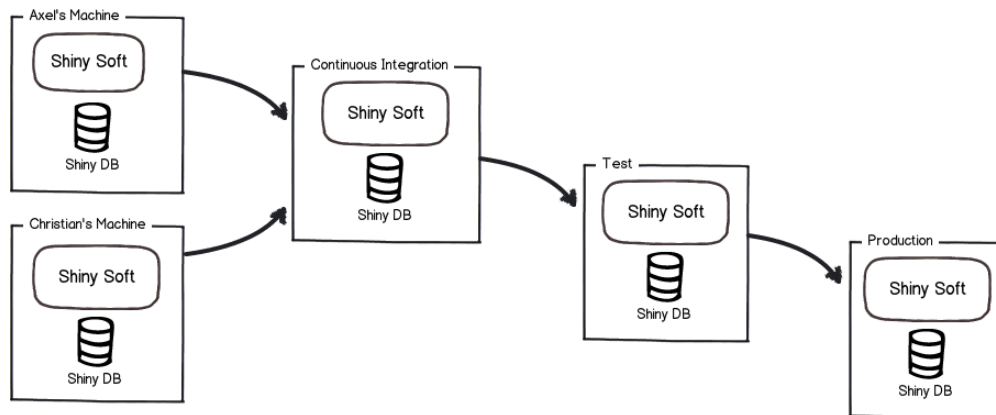 Axel's Machine
Shiny Soft
Shiny DB
Christian's Machine
Shiny Soft
Shiny DB
Continuous Integration
Shiny Soft
Shiny DB
Test
Shiny Soft
Shiny DB
Production
Shiny Soft
Shiny DB